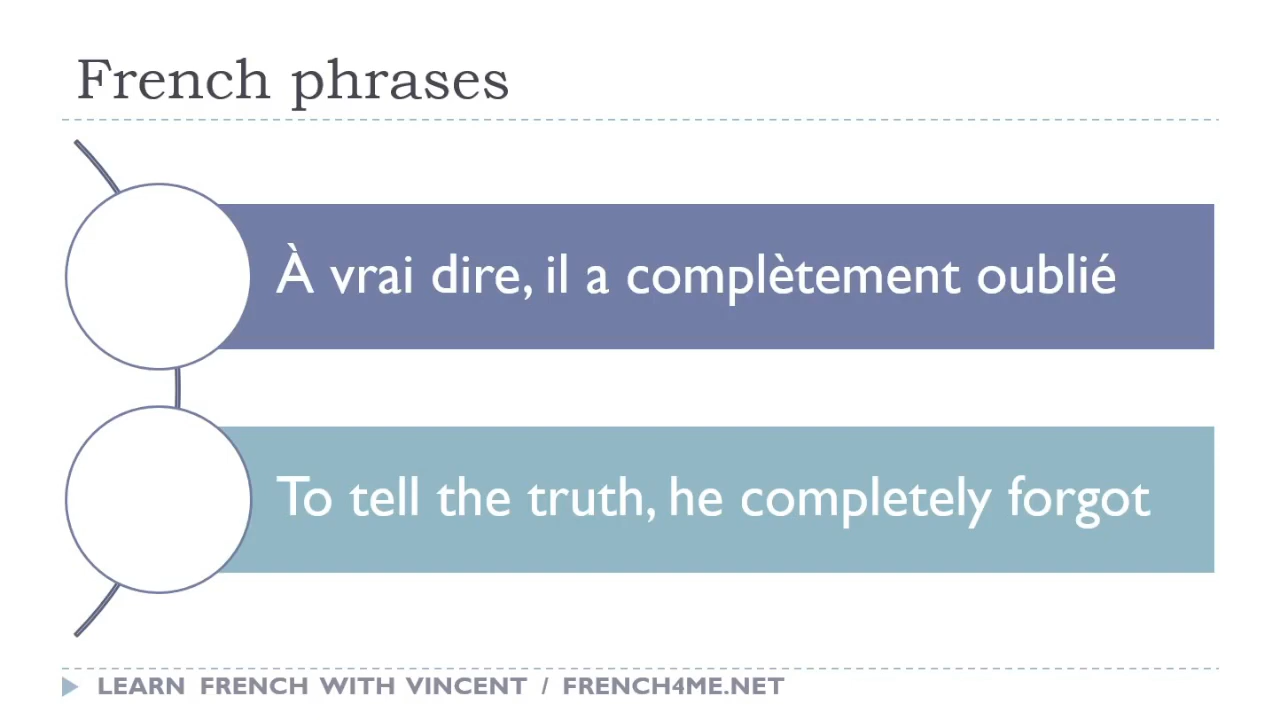 French phrases
À vrai dire, il a complètement oublié
To tell the truth, he completely forgot
LEARN FRENCH WITH VINCENT / FRENCH4ME.NET